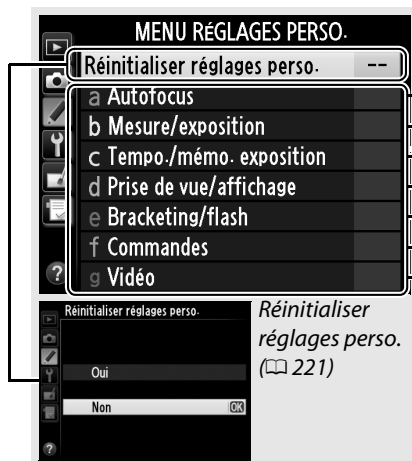 MENU RÉGLAGES PERSO.
Réinitialiser réglages perso. --
a Autofocus
b Mesure/exposition
c Tempo./mémo. exposition
d Prise de vue/affichage
e Bracketing/flash
f Commandes
g Vidéo
?
Réinitialiser réglages perso.
Oui
Non OK
?
Réinitialiser
réglages perso.
(221)